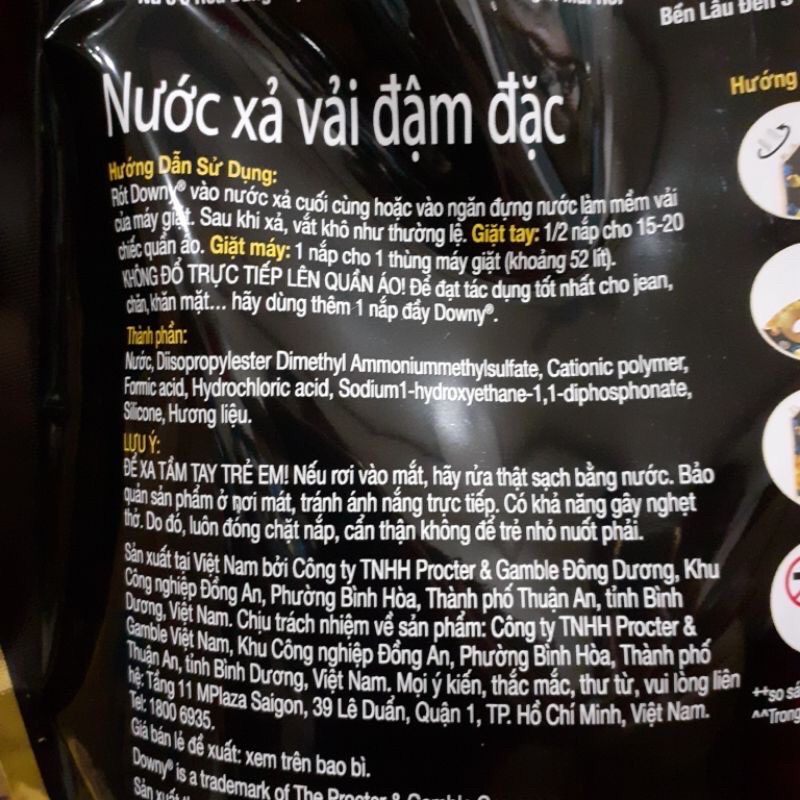 Bền Lâu Đến
Nước xả vải đậm đặc
Hướng
Hướng Dẫn Sử Dụng:
Rót Downy® vào nước xả cuối cùng hoặc vào ngăn đựng nước làm mềm vải
của máy giặt. Sau khi xả, vắt khô như thường lệ. Giặt tay: 1/2 nắp cho 15-20
chiếc quần áo. Giặt máy: 1 nắp cho 1 thùng máy giặt (khoảng 52 lít).
KHÔNG ĐỔ TRỰC TIẾP LÊN QUẦN ÁO! Để đạt tác dụng tốt nhất cho jean,
chăn, khăn mặt... hãy dùng thêm 1 nắp đầy Downy®.
Thành phần:
Nước, Diisopropylester Dimethyl Ammoniummethylsulfate, Cationic polymer,
Formic acid, Hydrochloric acid, Sodium1-hydroxyethane-1,1-diphosphonate,
Silicone, Hương liệu.
LƯU Ý:
ĐỂ XA TẦM TAY TRẺ EM! Nếu rơi vào mắt, hãy rửa thật sạch bằng nước. Bảo
quản sản phẩm ở nơi mát, tránh ánh nắng trực tiếp. Có khả năng gây nghẹt
thở. Do đó, luôn đóng chặt nắp, cẩn thận không để trẻ nhỏ nuốt phải.
Sản xuất tại Việt Nam bởi Công ty TNHH Procter & Gamble Đông Dương, Khu
Công nghiệp Đồng An, Phường Bình Hòa, Thành phố Thuận An, tỉnh Bình
Dương, Việt Nam. Chịu trách nhiệm về sản phẩm: Công ty TNHH Procter &
Gamble Việt Nam, Khu Công nghiệp Đồng An, Phường Bình Hòa, Thành phố
Thuận An, tỉnh Bình Dương, Việt Nam. Mọi ý kiến, thắc mắc, thư từ, vui lòng liên
hệ: Tầng 11 MPlaza Saigon, 39 Lê Duẩn, Quận 1, TP. Hồ Chí Minh, Việt Nam.
Tel: 1800 6935.
++so sá
^^Trong
Giá bán lẻ đề xuất: xem trên bao bì.
Downy® is a trademark of The Procter & Gamble
Sản xuất